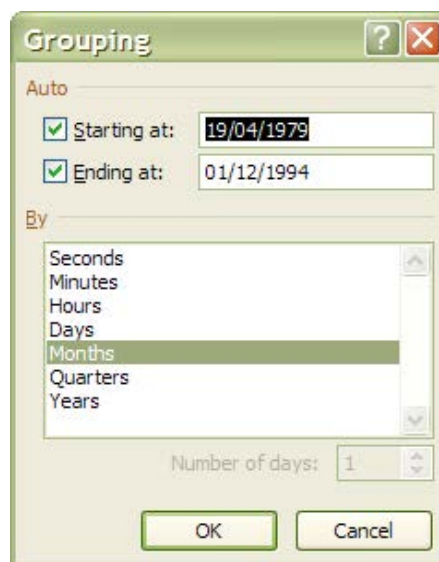 Grouping
Auto
Starting at: 19/04/1979
Ending at: 01/12/1994
By
Seconds
Minutes
Hours
Days
Months
Quarters
Years
Number of days: 1
OK Cancel